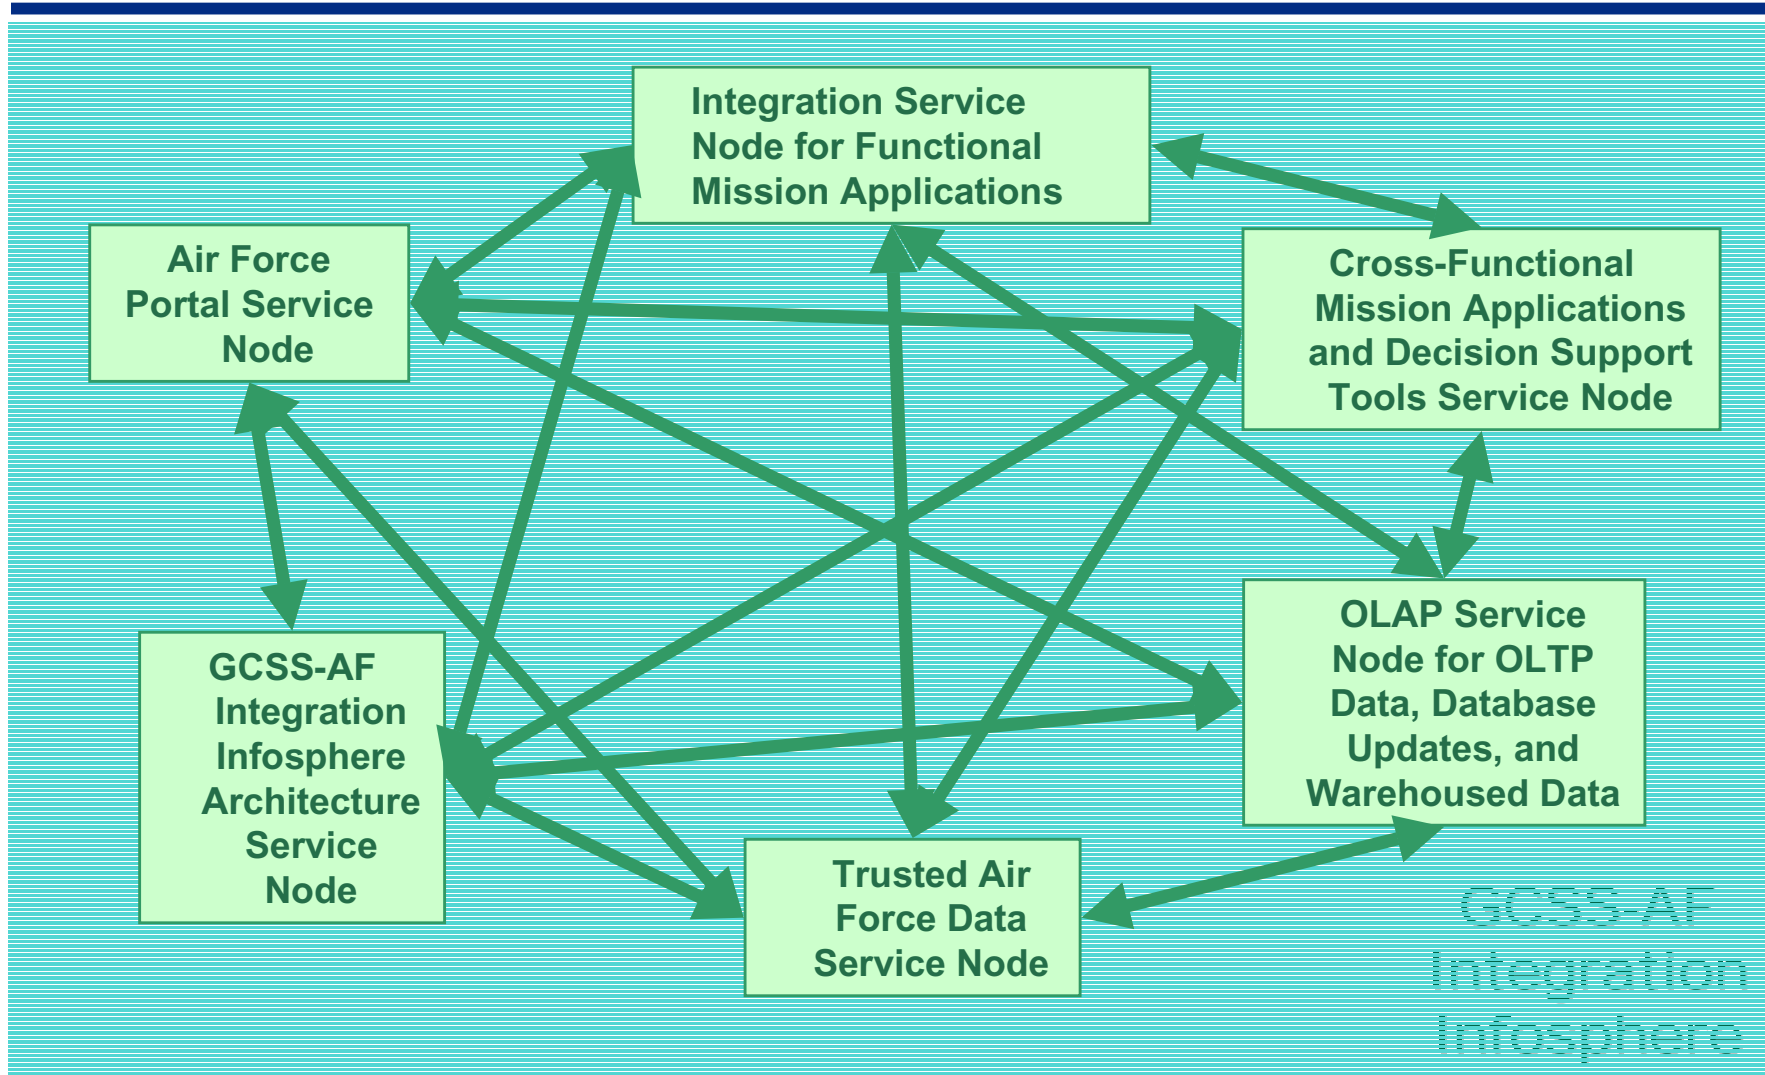 Integration Service
Node for Functional
Mission Applications
Air Force
Portal Service
Node
Cross-Functional
Mission Applications
and Decision Support
Tools Service Node
GCSS-AF
Integration
Infosphere
Architecture
Service
Node
OLAP Service
Node for OLTP
Data, Database
Updates, and
Warehoused Data
Trusted Air
Force Data
Service Node
GCSS-AF
Integration
Infosphere